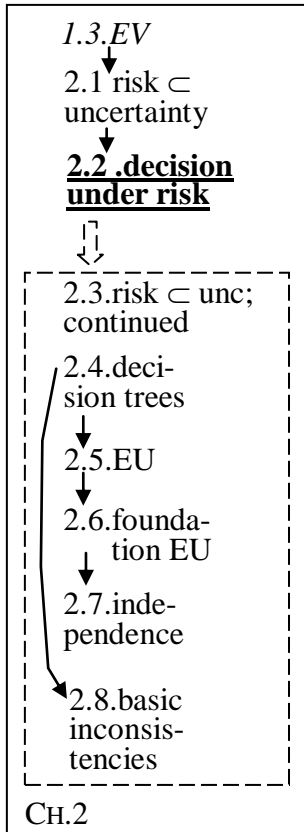 1.3.EV
2.1 risk ⊂
uncertainty
2.2 .decision
under risk
2.3.risk ⊂ unc;
continued
2.4.deci-
sion trees
2.5.EU
2.6.founda-
tion EU
2.7.inde-
pendence
2.8.basic
inconsis-
tencies
CH.2